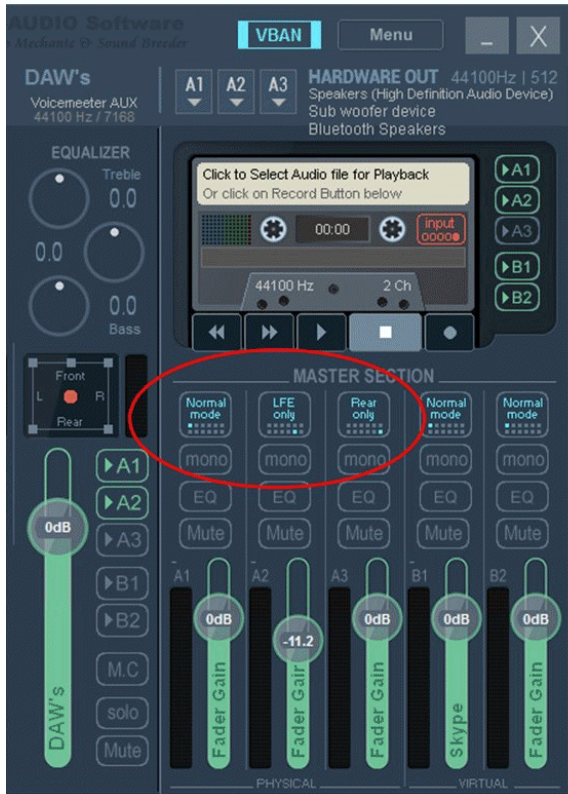 AUDIO Software
Mechanic & Sound Breeder
VBAN
Menu
_
X
DAW's
Voicemeeter AUX
44100 Hz / 7168
A1
A2
A3
HARDWARE OUT 44100Hz | 512
Speakers (High Definition Audio Device)
Sub woofer device
Bluetooth Speakers
EQUALIZER
Treble
0.0
0.0
0.0
Bass
Front
L R
Rear
0dB
A1
A2
A3
B1
B2
M.C
solo
Mute
DAW's
Click to Select Audio file for Playback
Or click on Record Button below
00:00
input
44100 Hz
2 Ch
A1
A2
A3
B1
B2
MASTER SECTION
Normal mode
LFE only
Rear only
Normal mode
Normal mode
mono mono mono mono mono
EQ EQ EQ EQ EQ
Mute Mute Mute Mute Mute
A1 A2 A3 B1 B2
0dB -11.2 0dB 0dB 0dB
Fader Gain
Fader Gain
Fader Gain
Skype
Fader Gain
PHYSICAL
VIRTUAL